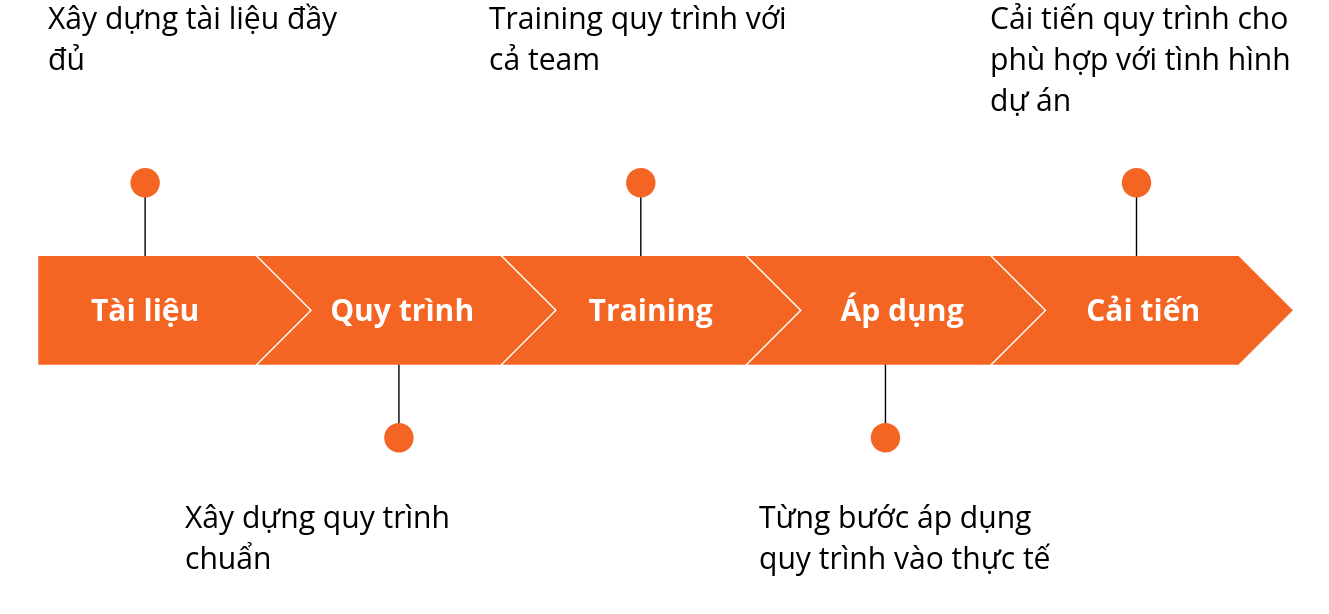 Xây dựng tài liệu đầy
đủ
Training quy trình với
cả team
Cải tiến quy trình cho
phù hợp với tình hình
dự án
Tài liệu
Quy trình
Training
Áp dụng
Cải tiến
Xây dựng quy trình
chuẩn
Từng bước áp dụng
quy trình vào thực tế